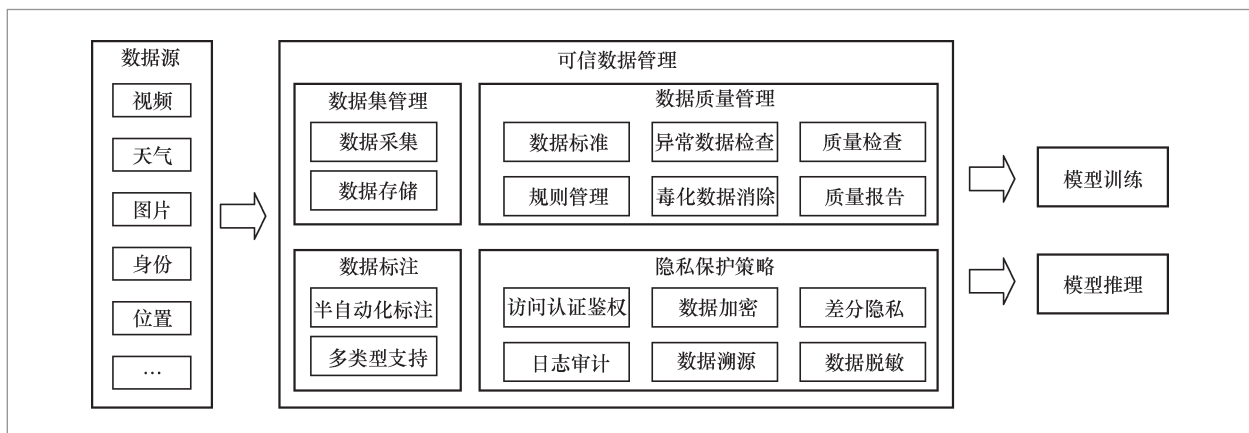 数据源
视频
天气
图片
身份
位置
…
可信数据管理
数据集管理
数据采集
数据存储
数据质量管理
数据标准
异常数据检查
质量检查
规则管理
毒化数据消除
质量报告
数据标注
半自动化标注
多类型支持
隐私保护策略
访问认证鉴权
数据加密
差分隐私
日志审计
数据溯源
数据脱敏
模型训练
模型推理